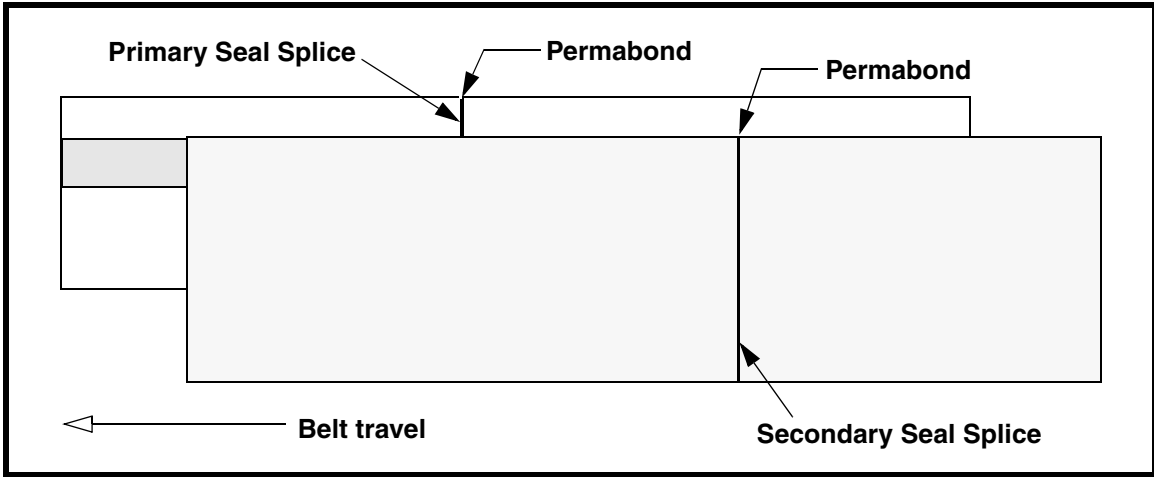 Primary Seal Splice
Permabond
Permabond
Belt travel
Secondary Seal Splice